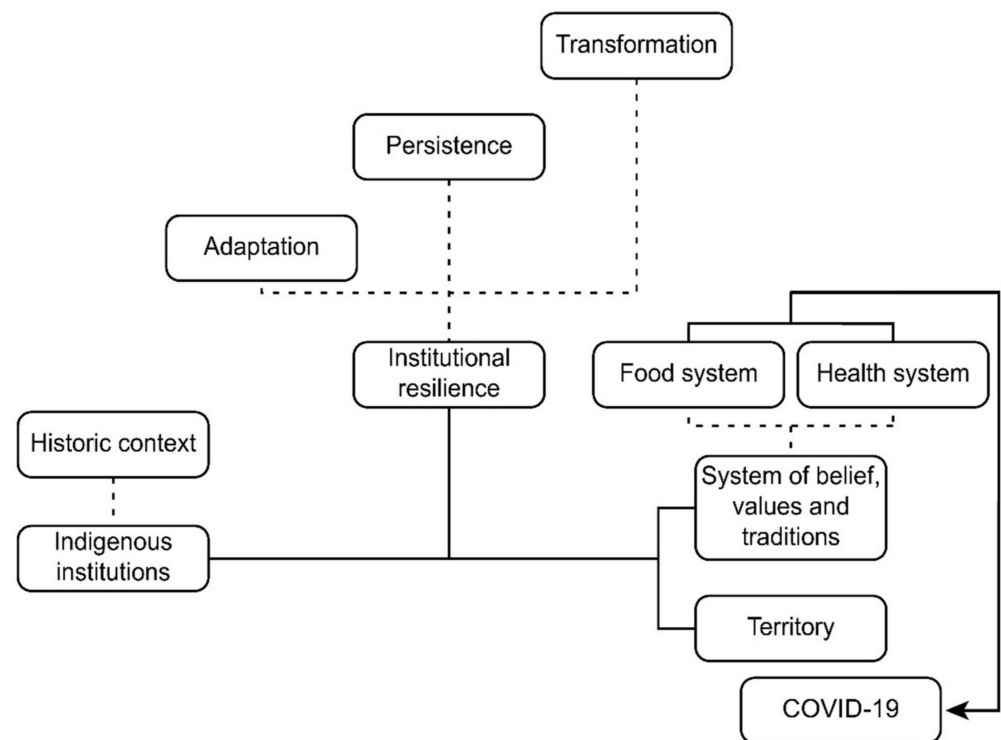 Transformation
Persistence
Adaptation
Institutional
resilience
Food system
Health system
Historic context
System of belief,
values and
traditions
Indigenous
institutions
Territory
COVID-19